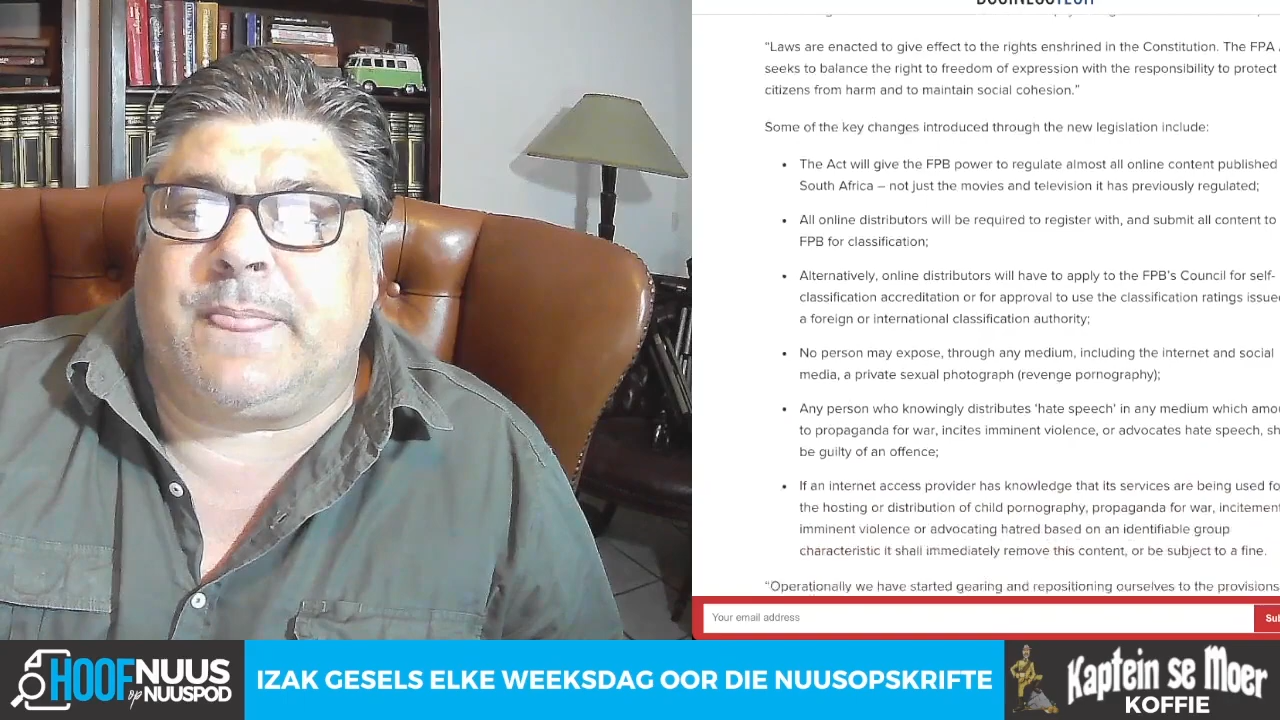 “Laws are enacted to give effect to the rights enshrined in the Constitution. The FPA
seeks to balance the right to freedom of expression with the responsibility to protect
citizens from harm and to maintain social cohesion.”
Some of the key changes introduced through the new legislation include:
• The Act will give the FPB power to regulate almost all online content published
South Africa – not just the movies and television it has previously regulated;
• All online distributors will be required to register with, and submit all content to
FPB for classification;
• Alternatively, online distributors will have to apply to the FPB’s Council for self-
classification accreditation or for approval to use the classification ratings
a foreign or international classification authority;
• No person may expose, through any medium, including the internet and social
media, a private sexual photograph (revenge pornography);
• Any person who knowingly distributes ‘hate speech’ in any medium which
to propaganda for war, incites imminent violence, or advocates hate speech,
be guilty of an offence;
• If an internet access provider has knowledge that its services are being used
the hosting or distribution of child pornography, propaganda for war,
imminent violence or advocating hatred based on an identifiable group
characteristic it shall immediately remove this content, or be subject to a fine.
“Operationally we have started gearing and repositioning ourselves to the provisions
Your email address
HOOFNUUS
op NUUSPOD
IZAK GESELS ELKE WEEKSDAG OOR DIE NUUSOPSKRIFTE
Kaptein se Moer
KOFFIE